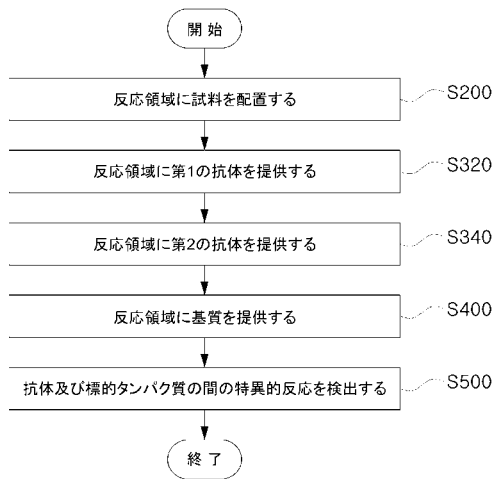 開始
反応領域に試料を配置する
S200
反応領域に第1の抗体を提供する
S320
反応領域に第2の抗体を提供する
S340
反応領域に基質を提供する
S400
抗体及び標的タンパク質の間の特異的反応を検出する
S500
終了